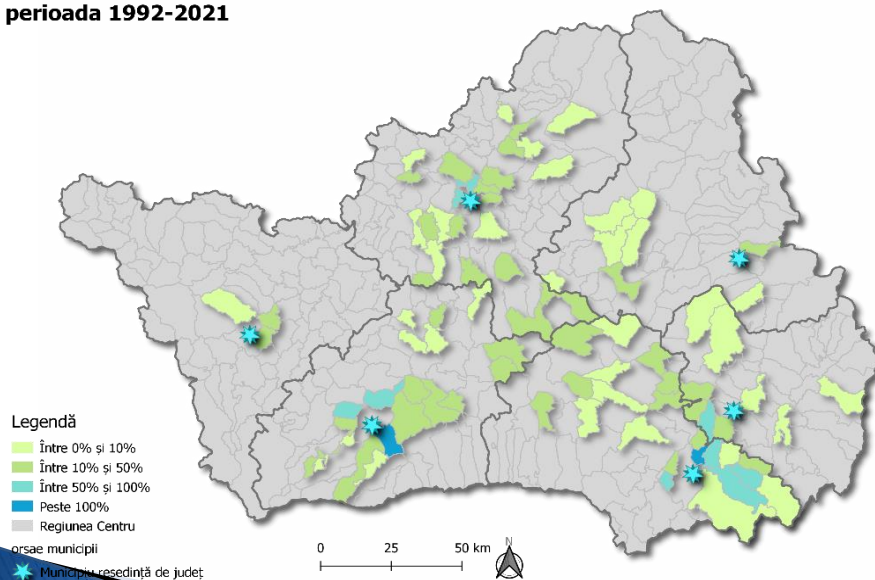 perioada 1992-2021
Legendă
Între 0% și 10%
Între 10% și 50%
Între 50% și 100%
Peste 100%
Regiunea Centru
orsae municipii
Municipiu reședință de județ
0 25 50 km
N